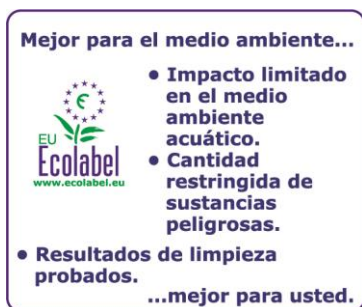 Mejor para el medio ambiente...
• Impacto limitado
en el medio
ambiente
acuático.
• Cantidad
restringida de
sustancias
peligrosas.
EU
Ecolabel
www.ecolabel.eu
• Resultados de limpieza
probados.
...mejor para usted.